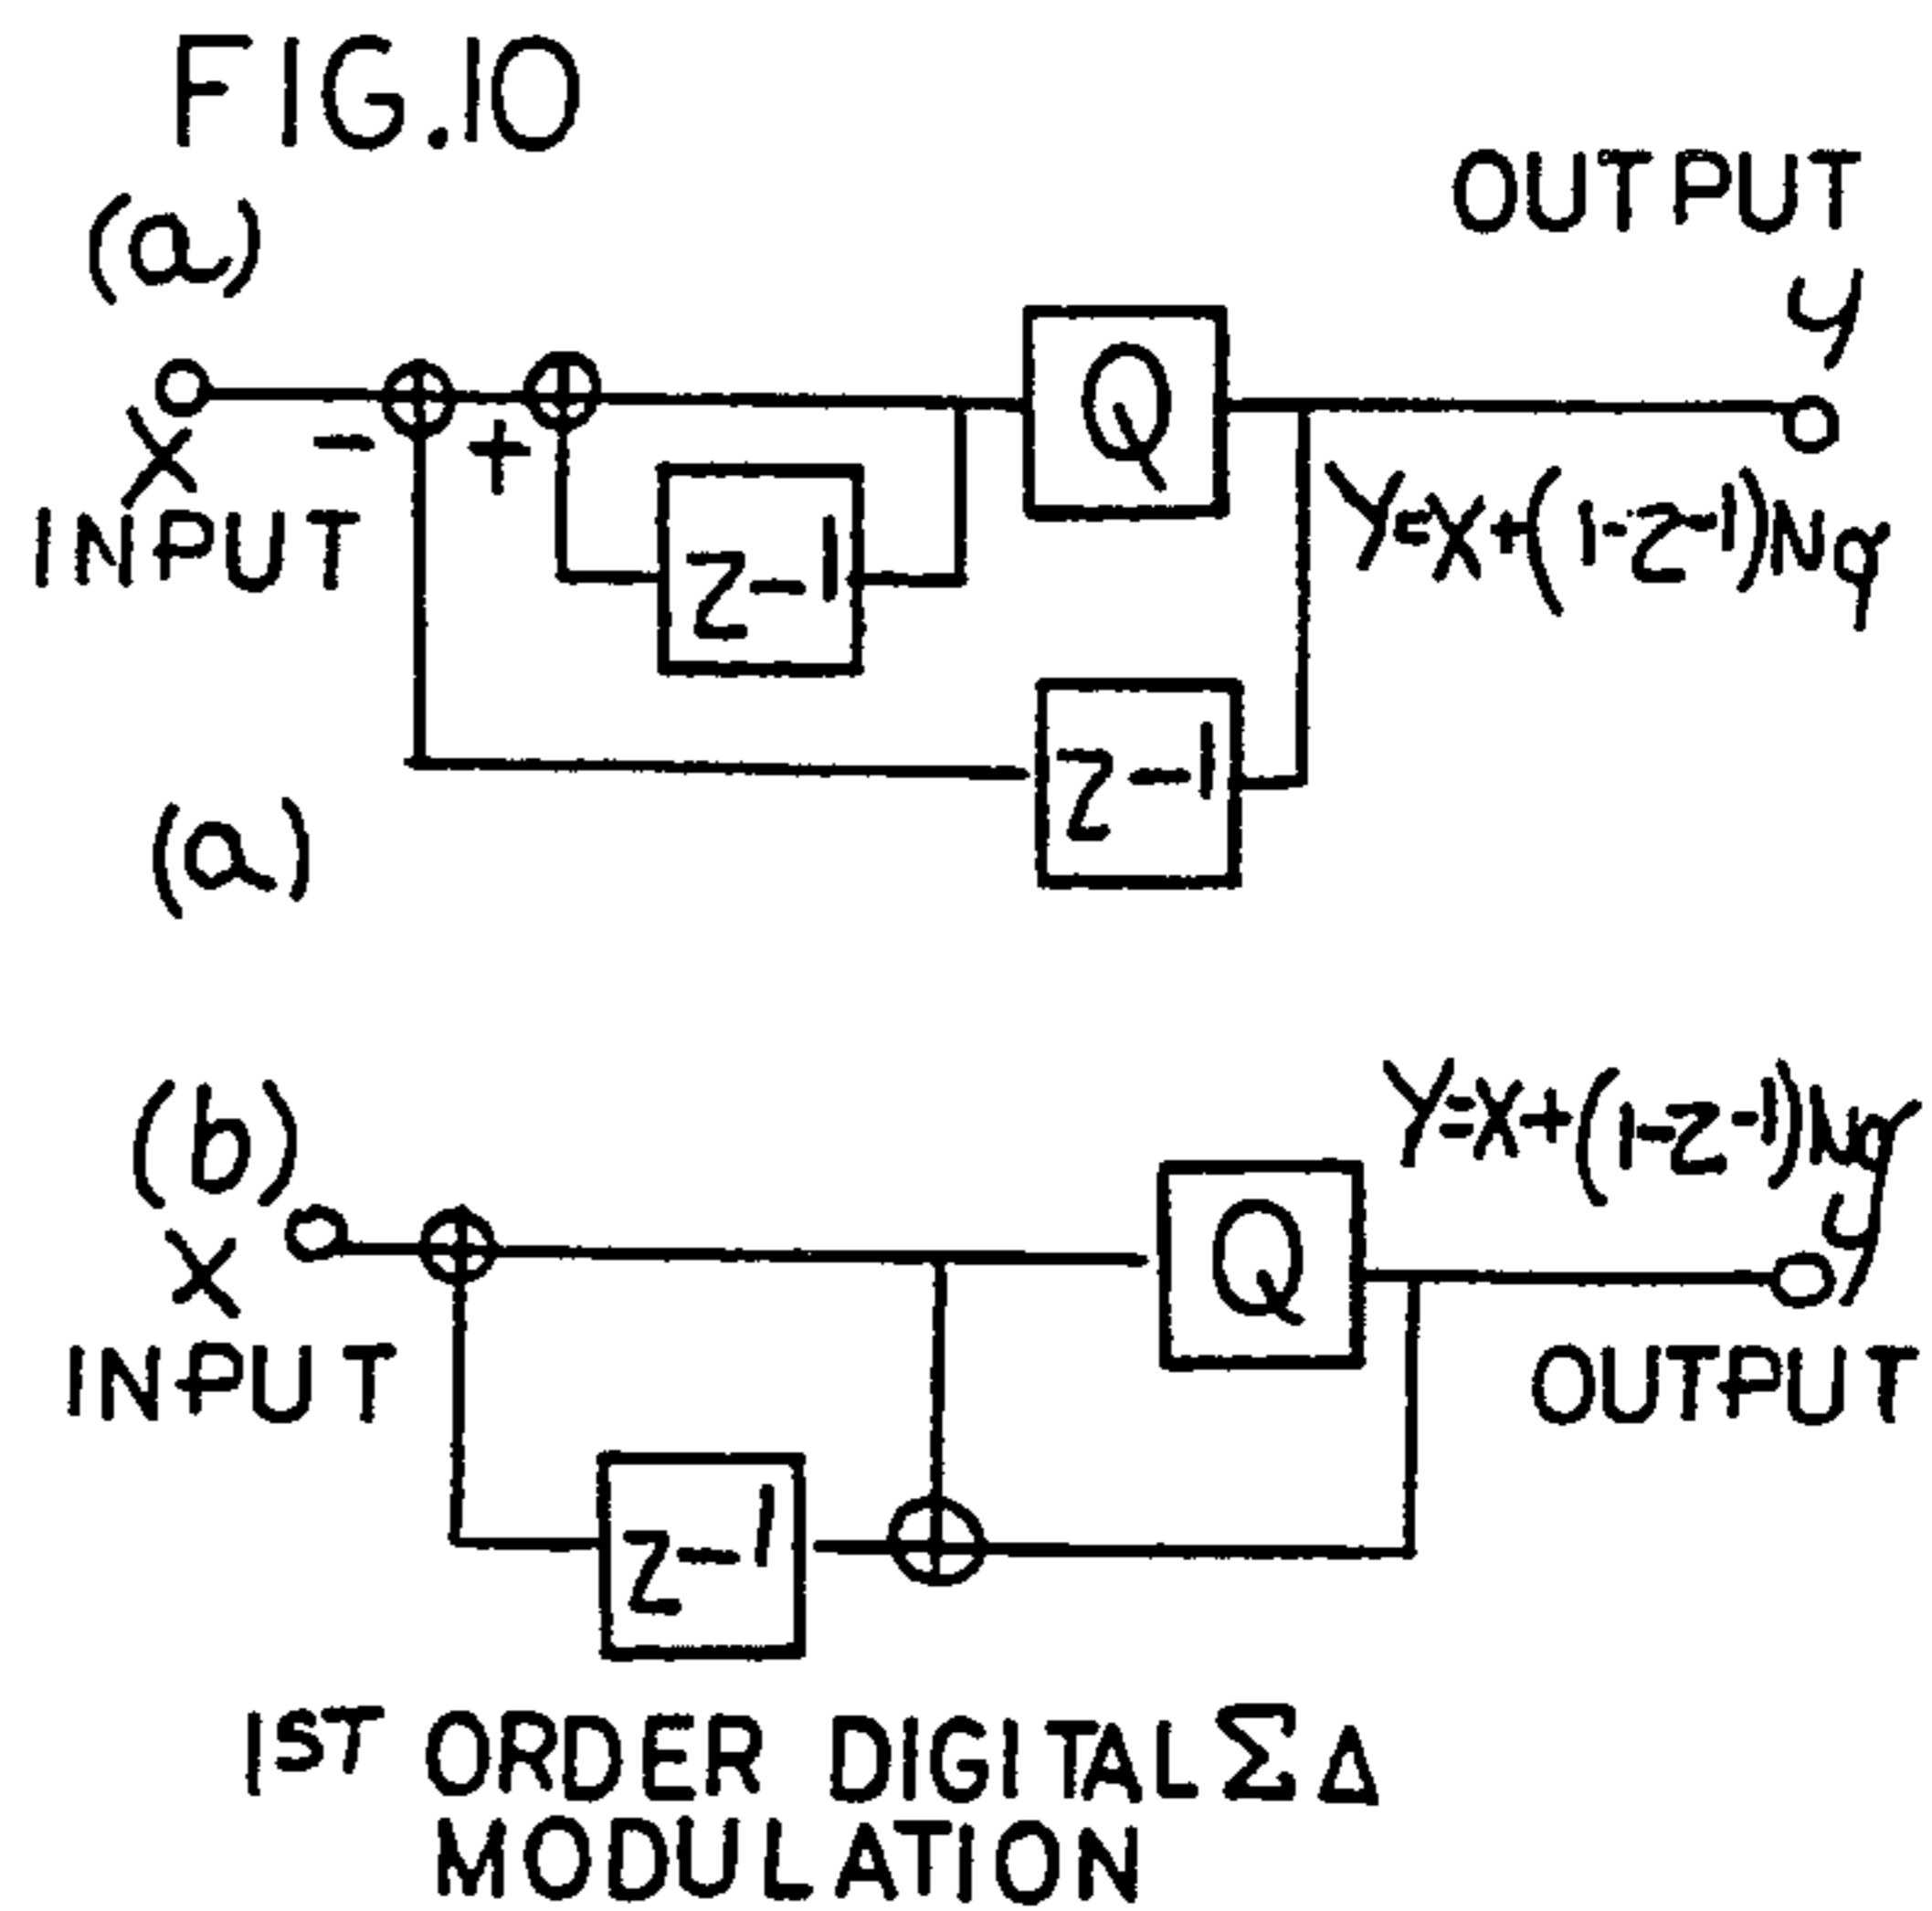 FIG.10
(a)
OUTPUT
y
Q
X
- +
INPUT
Y=X+(1-Z-1)Nq
Z-1
Z-1
(a)
(b)
Y=X+(1-Z-1)Nq
y
X
Q
INPUT
OUTPUT
Z-1
1ST ORDER DIGITAL ΣΔ
MODULATION